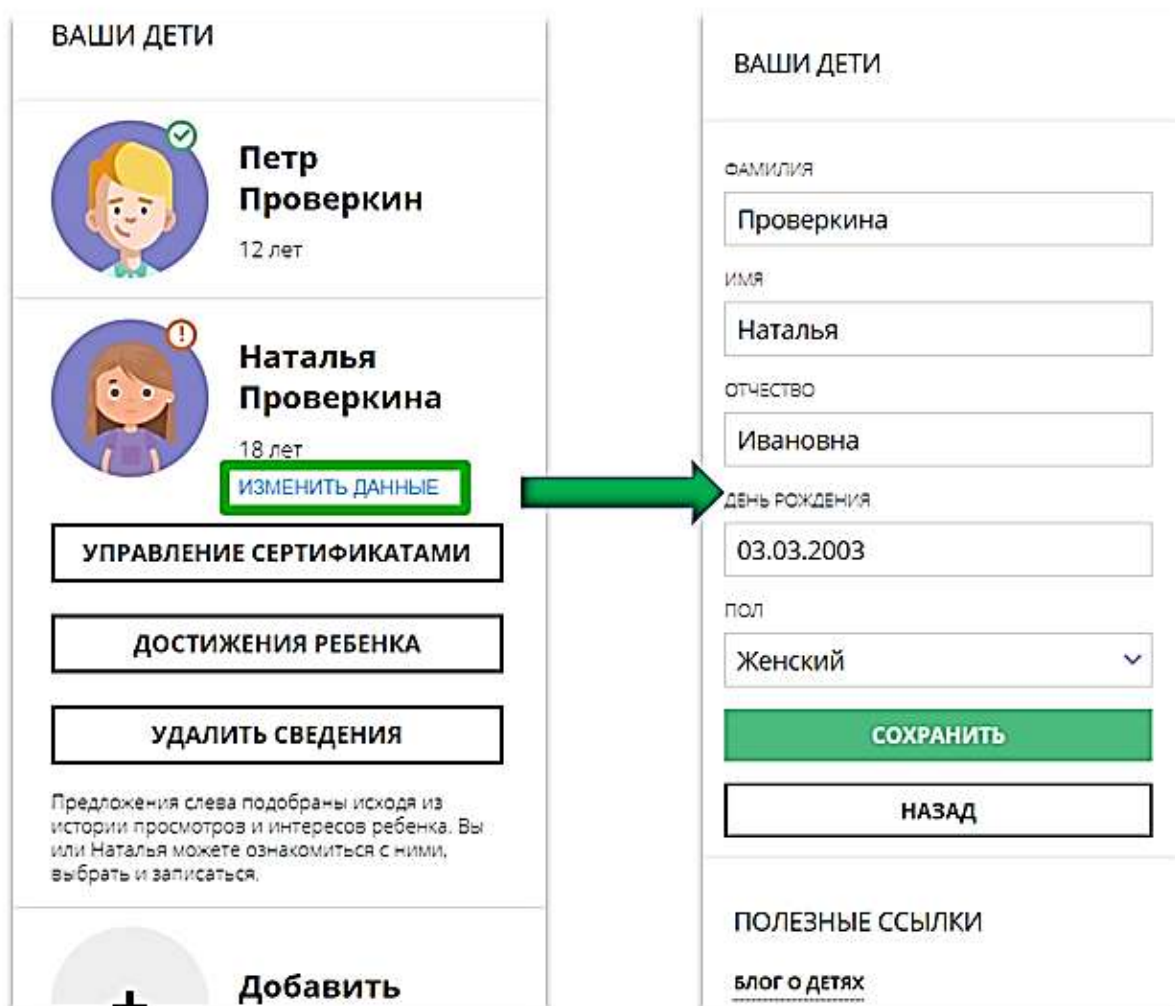 ВАШИ ДЕТИ
Петр
Проверкин
12 лет
Наталья
Проверкина
18 лет
ИЗМЕНИТЬ ДАННЫЕ
УПРАВЛЕНИЕ СЕРТИФИКАТАМИ
ДОСТИЖЕНИЯ РЕБЕНКА
УДАЛИТЬ СВЕДЕНИЯ
Предложения слева подобраны исходя из
истории просмотров и интересов ребенка. Вы
или Наталья можете ознакомиться с ними,
выбрать и записаться.
Добавить
ВАШИ ДЕТИ
ФАМИЛИЯ
Проверкина
ИМЯ
Наталья
ОТЧЕСТВО
Ивановна
ДЕНЬ РОЖДЕНИЯ
03.03.2003
ПОЛ
Женский
СОХРАНИТЬ
НАЗАД
ПОЛЕЗНЫЕ ССЫЛКИ
БЛОГ О ДЕТЯХ